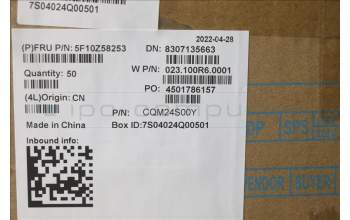 7S04024Q00501
2022-04-28
(P)FRU P/N: 5F10Z58253 DN: 8307135663
Quantity: 50 W P/N: 023.100R6.0001
PO: 4501786157
(4L)Origin: CN
P/N: CQM24S00Y
Made in China Box ID:7S04024Q00501
Inbound info:
VENDOR